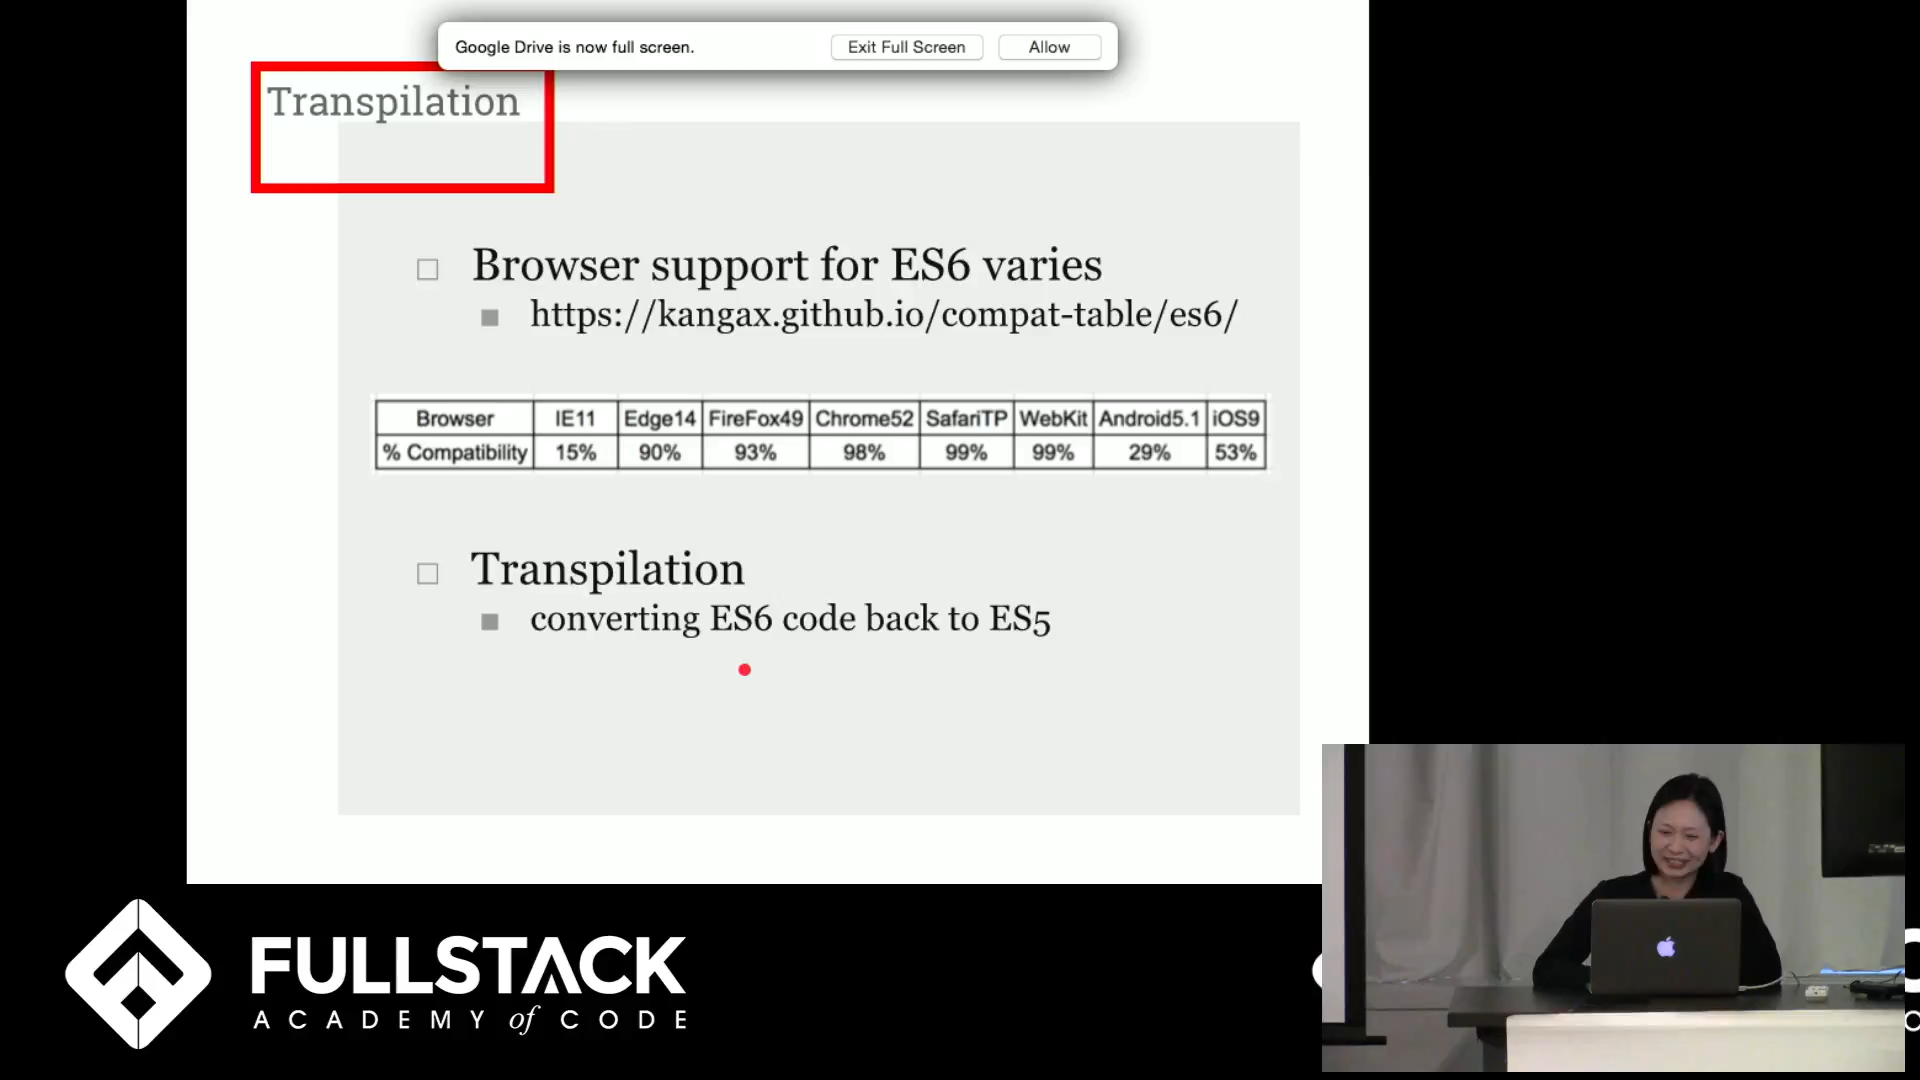 Google Drive is now full screen.
Exit Full Screen
Allow
Transpilation
Browser support for ES6 varies
https://kangax.github.io/compat-table/es6/
Browser IE11 Edge14 FireFox49 Chrome52 SafariTP WebKit Android5.1 iOS9
% Compatibility 15% 90% 93% 98% 99% 99% 29% 53%
Transpilation
converting ES6 code back to ES5
FULLSTACK
ACADEMY of CODE